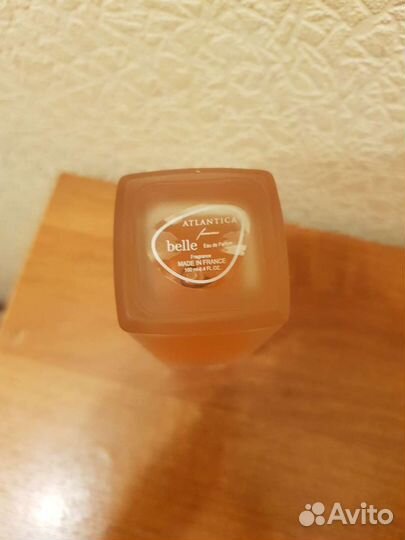 ATLANTICA
femme
belle Eau de Parfum
Fragrance
MADE IN FRANCE
100 ml/3.4 FL.OZ.
Avito